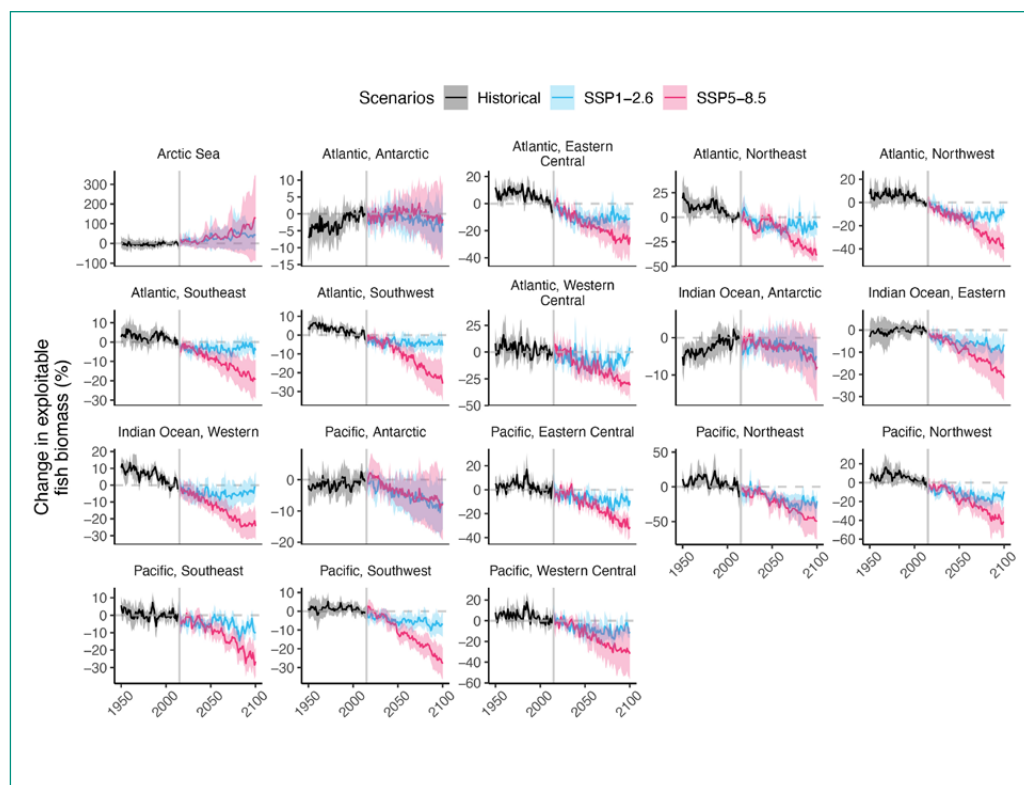 Scenarios Historical SSP1−2.6 SSP5−8.5
Change in exploitable
fish biomass (%)
Arctic Sea
300
200
100
0
−100
Atlantic, Antarctic
10
5
0
−5
−10
−15
Atlantic, Eastern
Central
20
0
−20
−40
Atlantic, Northeast
25
0
−25
−50
Atlantic, Northwest
20
0
−20
−40
Atlantic, Southeast
10
0
−10
−20
−30
Atlantic, Southwest
10
0
−10
−20
−30
Atlantic, Western
Central
25
0
−25
−50
Indian Ocean, Antarctic
0
−10
Indian Ocean, Eastern
0
−10
−20
−30
Indian Ocean, Western
20
10
0
−10
−20
−30
Pacific, Antarctic
0
−10
−20
Pacific, Eastern Central
20
0
−20
−40
Pacific, Northeast
50
0
−50
1950 2000 2050 2100
Pacific, Northwest
20
0
−20
−40
−60
1950 2000 2050 2100
Pacific, Southeast
10
0
−10
−20
−30
1950 2000 2050 2100
Pacific, Southwest
10
0
−10
−20
−30
1950 2000 2050 2100
Pacific, Western Central
20
0
−20
−40
−60
1950 2000 2050 2100